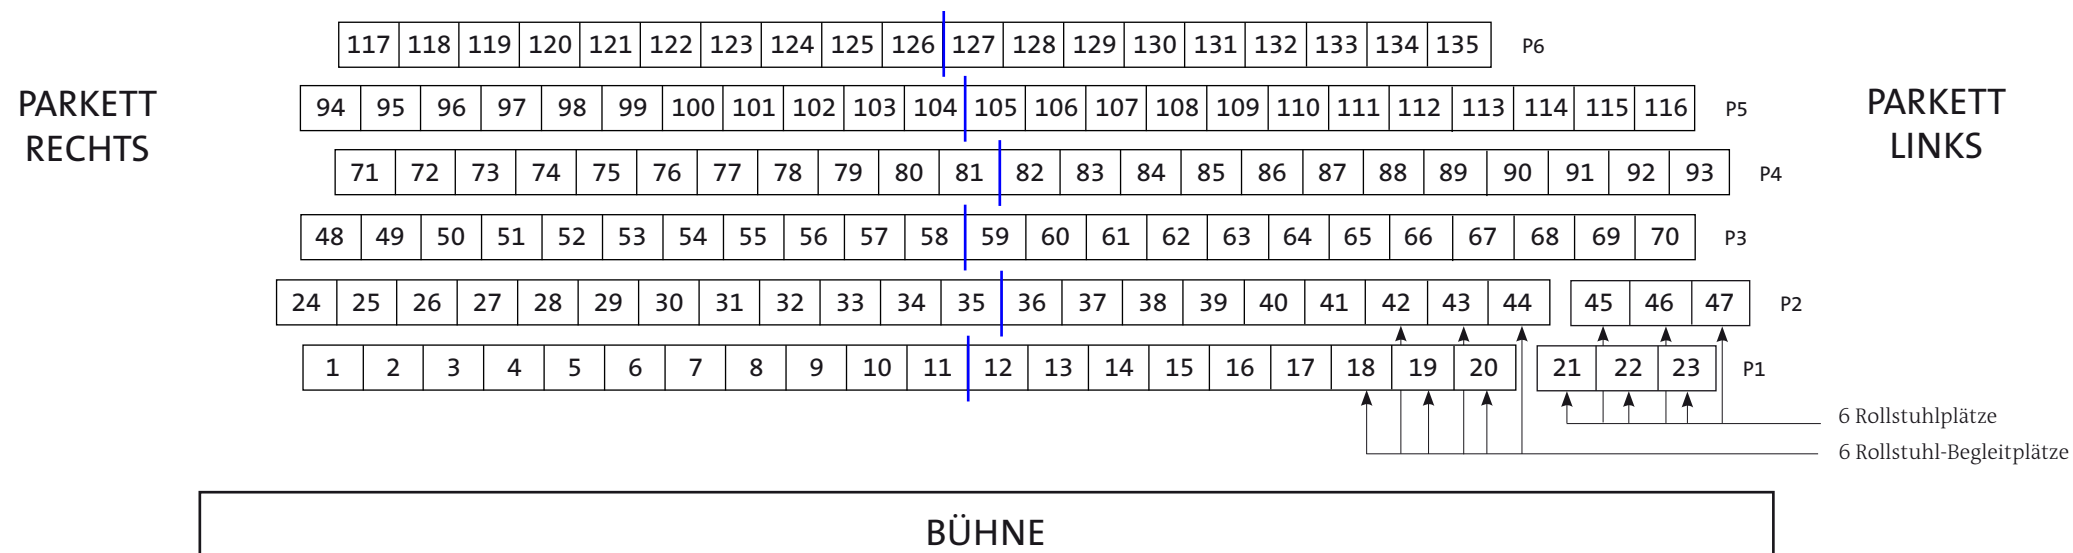 117 118 119 120 121 122 123 124 125 126 127 128 129 130 131 132 133 134 135 P6
PARKETT
RECHTS
94 95 96 97 98 99 100 101 102 103 104 105 106 107 108 109 110 111 112 113 114 115 116 P5
PARKETT
LINKS
71 72 73 74 75 76 77 78 79 80 81 82 83 84 85 86 87 88 89 90 91 92 93 P4
48 49 50 51 52 53 54 55 56 57 58 59 60 61 62 63 64 65 66 67 68 69 70 P3
24 25 26 27 28 29 30 31 32 33 34 35 36 37 38 39 40 41 42 43 44 45 46 47 P2
1 2 3 4 5 6 7 8 9 10 11 12 13 14 15 16 17 18 19 20 21 22 23 P1
6 Rollstuhlplätze
6 Rollstuhl-Begleitplätze
BÜHNE